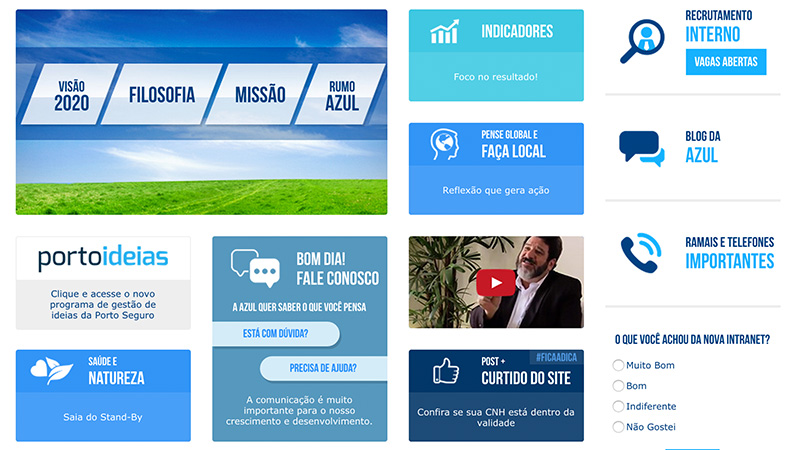 VISÃO
2020
FILOSOFIA
MISSÃO
RUMO
AZUL
INDICADORES
Foco no resultado!
PENSE GLOBAL E
FAÇA LOCAL
Reflexão que gera ação
RECRUTAMENTO
INTERNO
VAGAS ABERTAS
BLOG DA
AZUL
RAMAIS E TELEFONES
IMPORTANTES
portoideias
Clique e acesse o novo
programa de gestão de
ideias da Porto Seguro
SAÚDE E
NATUREZA
Saia do Stand-By
BOM DIA!
FALE CONOSCO
A AZUL QUER SABER O QUE VOCÊ PENSA
ESTÁ COM DÚVIDA?
PRECISA DE AJUDA?
A comunicação é muito
importante para o nosso
crescimento e desenvolvimento.
#FICAADICA
POST +
CURTIDO DO SITE
Confira se sua CNH está dentro da
validade
O QUE VOCÊ ACHOU DA NOVA INTRANET?
Muito Bom
Bom
Indiferente
Não Gostei